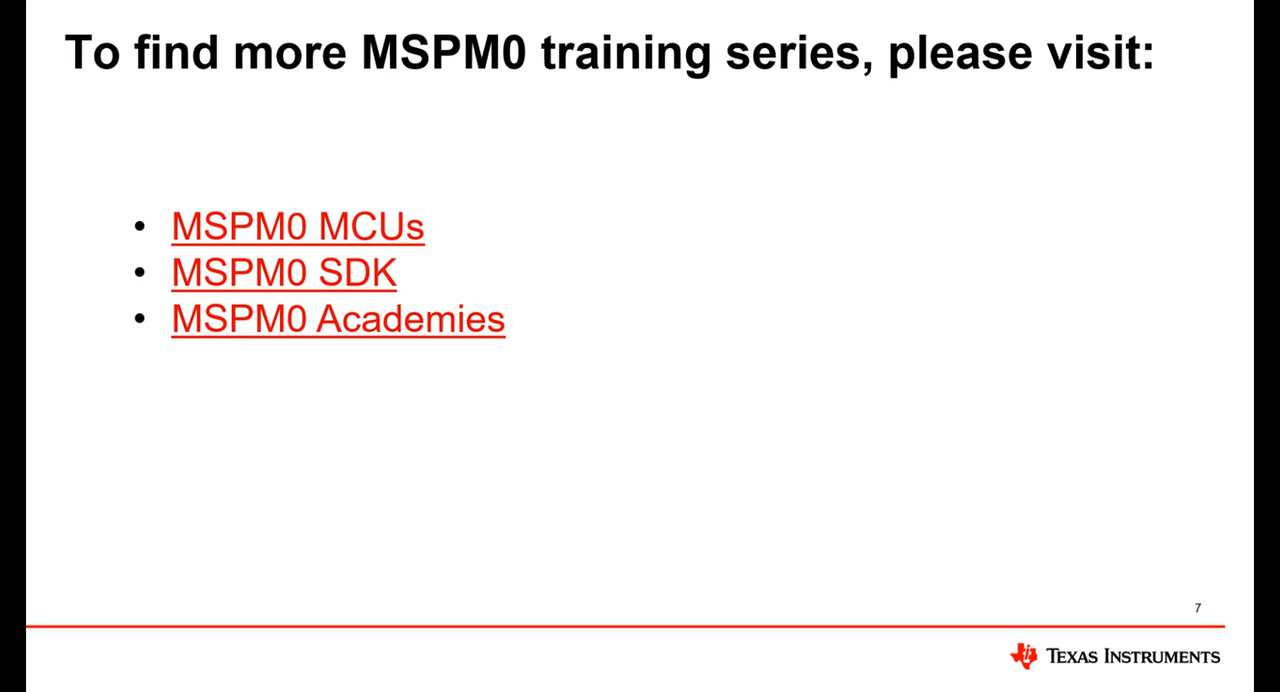 To find more MSPM0 training series, please visit:
• MSPM0 MCUs
• MSPM0 SDK
• MSPM0 Academies
7
TEXAS INSTRUMENTS